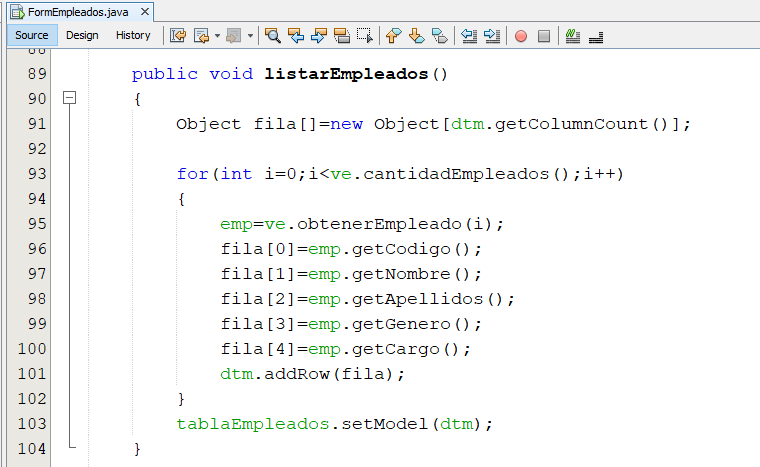 FormEmpleados.java
Source Design History
88
89 public void listarEmpleados()
90 {
91 Object fila[]=new Object[dtm.getColumnCount()];
92
93 for(int i=0;i<ve.cantidadEmpleados();i++)
94 {
95 emp=ve.obtenerEmpleado(i);
96 fila[0]=emp.getCodigo();
97 fila[1]=emp.getNombre();
98 fila[2]=emp.getApellidos();
99 fila[3]=emp.getGenero();
100 fila[4]=emp.getCargo();
101 dtm.addRow(fila);
102 }
103 tablaEmpleados.setModel(dtm);
104 }